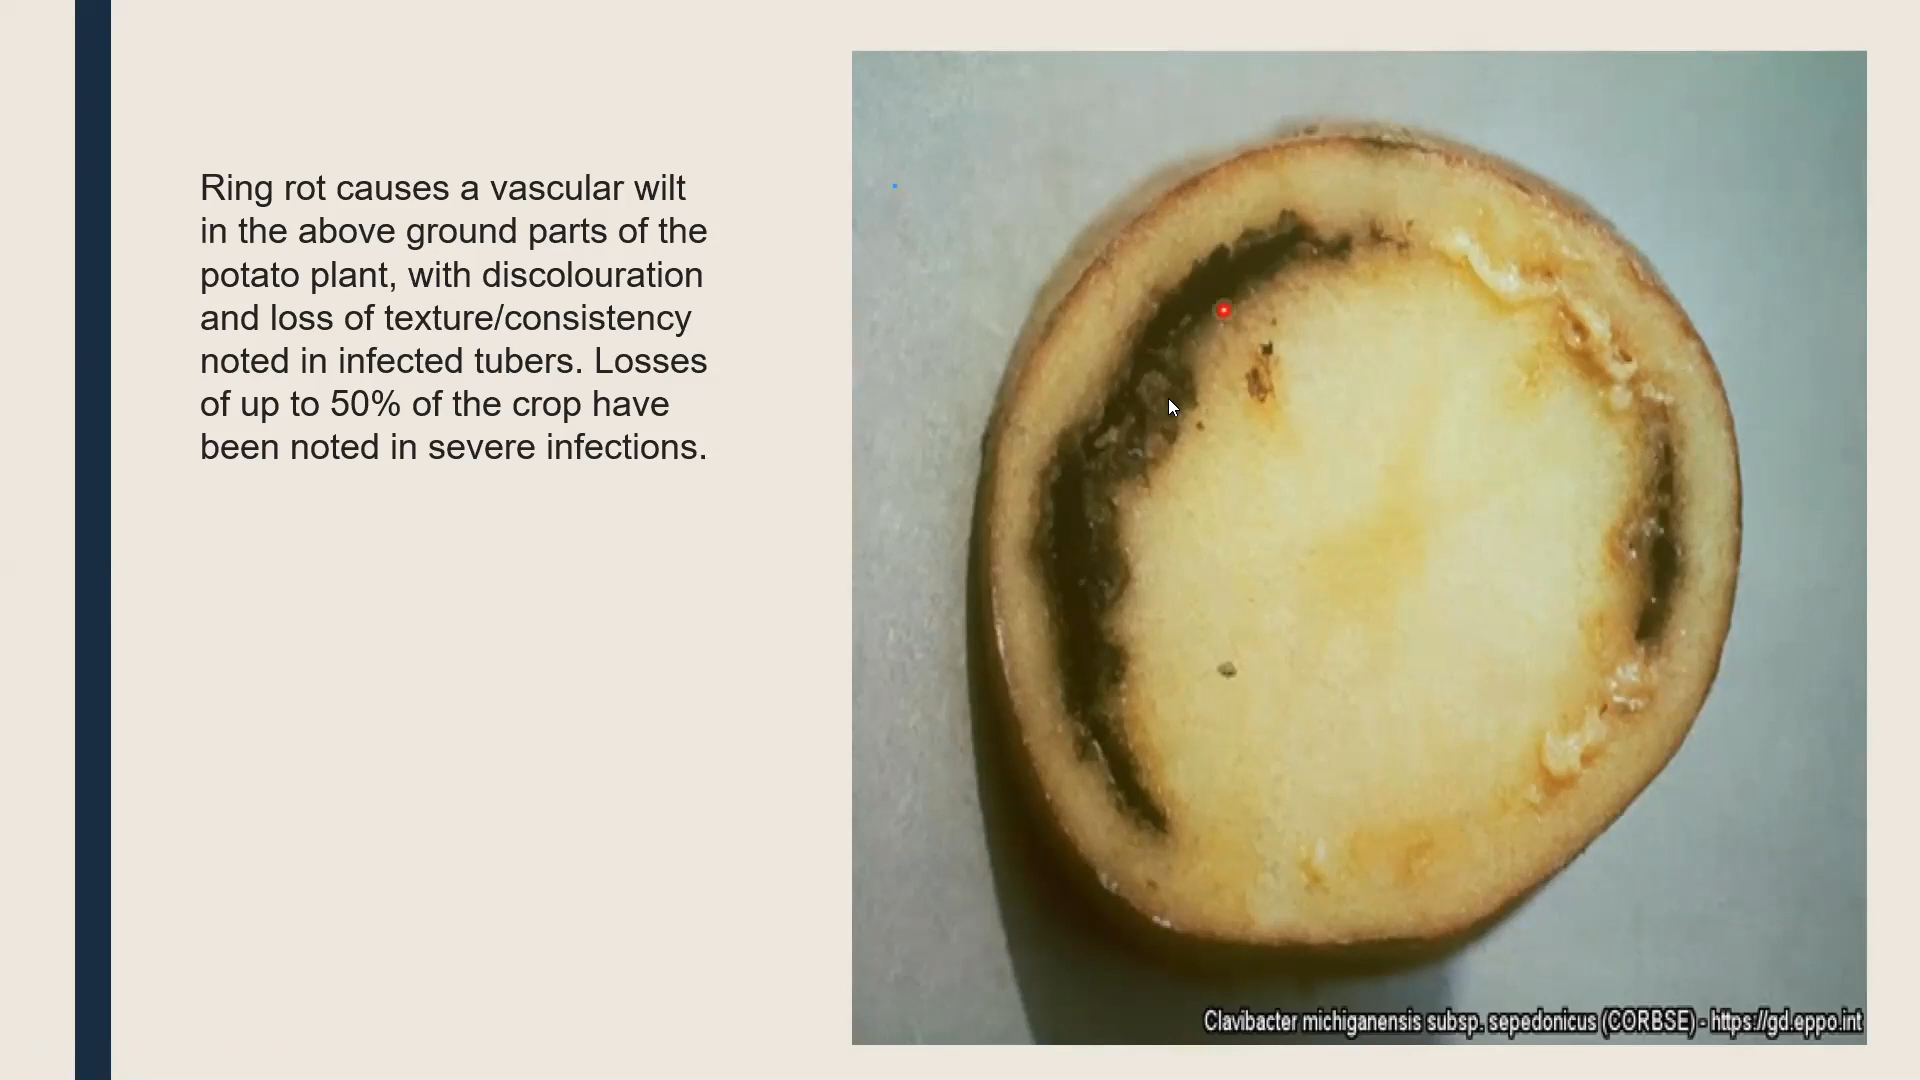 Ring rot causes a vascular wilt
in the above ground parts of the
potato plant, with discolouration
and loss of texture/consistency
noted in infected tubers. Losses
of up to 50% of the crop have
been noted in severe infections.
Clavibacter michiganensis subsp. sepedonicus (CORBSE) - https://gd.eppo.int